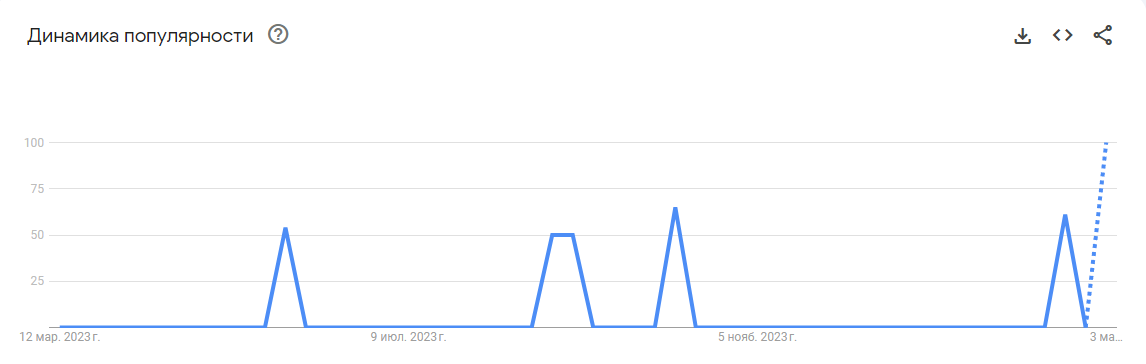 Динамика популярности
100
75
50
25
12 мар. 2023 г.
9 июл. 2023 г.
5 нояб. 2023 г.
3 ма...